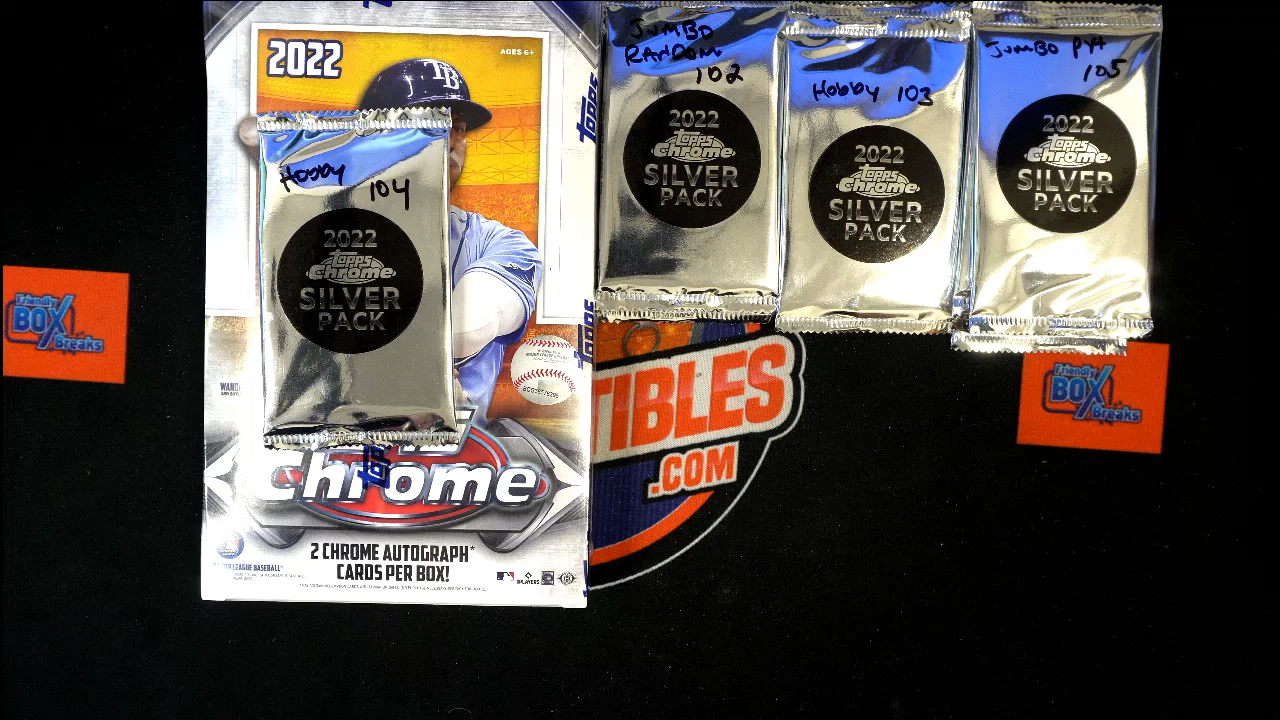 2022
AGES 6+
TB
topps
Hobby
104
2022
topps
Chrome
SILVER
PACK
Chrome
2 CHROME AUTOGRAPH*
CARDS PER BOX!
JUMBO
RANDOM
102
2022
topps
Chrome
SILVER
PACK
Hobby 103
2022
topps
Chrome
SILVER
PACK
JUMBO PYT
105
2022
topps
Chrome
SILVER
PACK
TIBLES
.COM
Friendly
BOX
Breaks
Friendly
BOX
Breaks